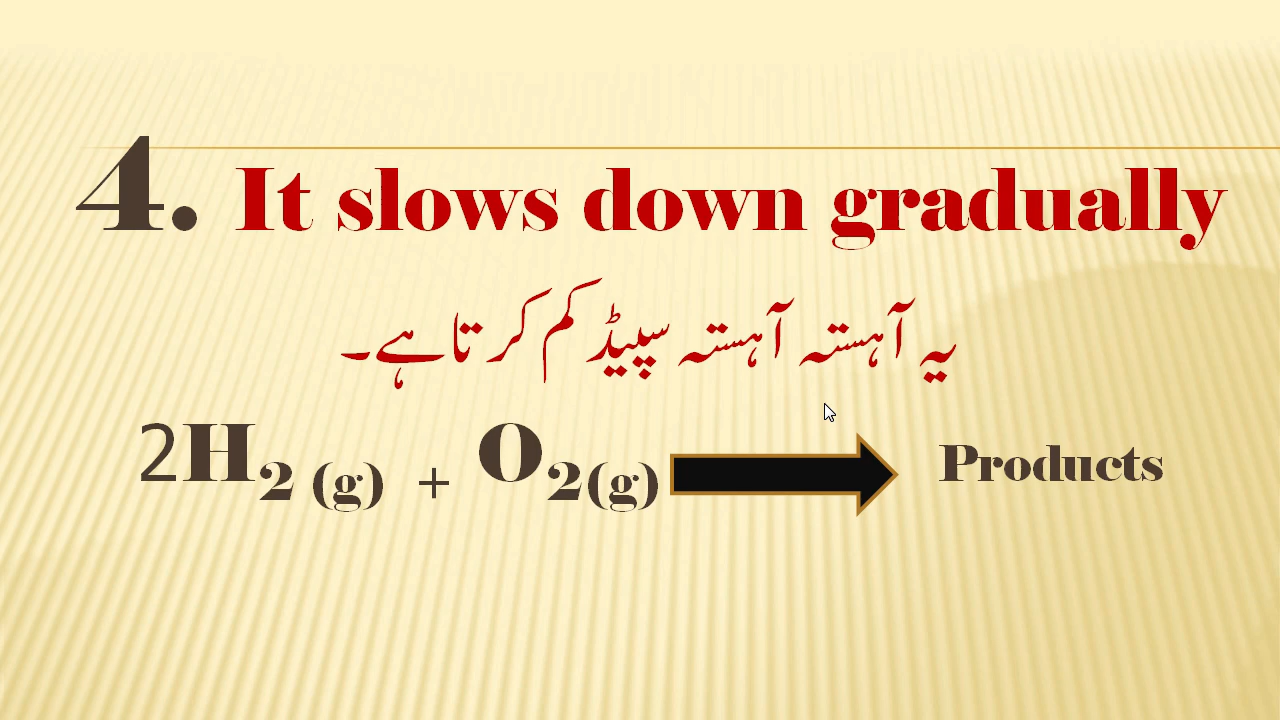 4. It slows down gradually
یہ آہستہ آہستہ سپیڈ کم کرتا ہے۔
2H₂ (g) + O₂(g) Products